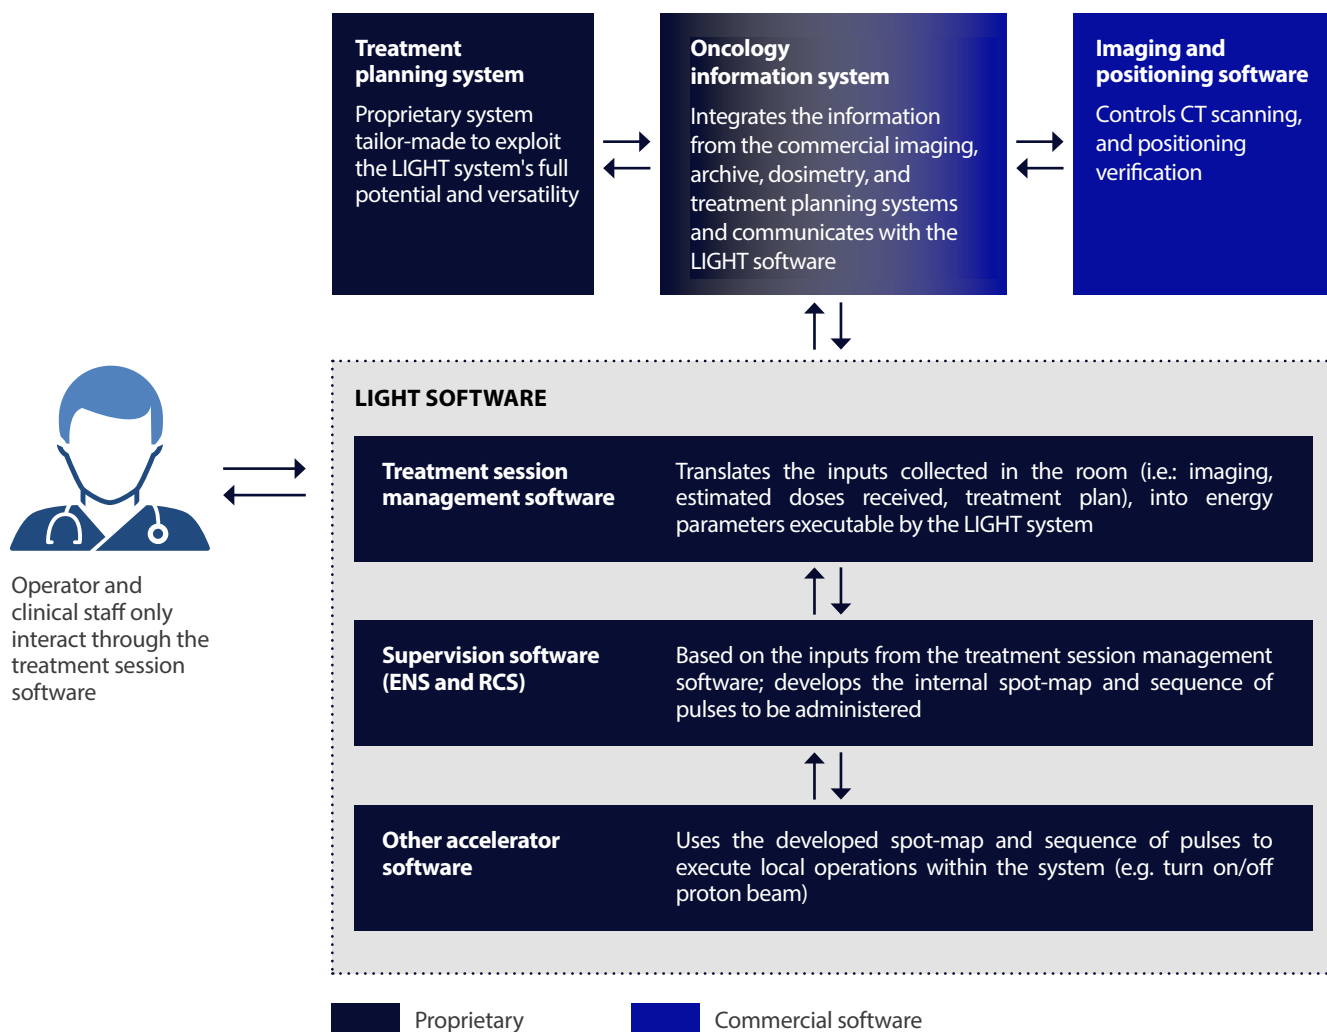 Treatment
planning system
Proprietary system
tailor-made to exploit
the LIGHT system's full
potential and versatility
Oncology
information system
Integrates the information
from the commercial imaging,
archive, dosimetry, and
treatment planning systems
and communicates with the
LIGHT software
Imaging and
positioning software
Controls CT scanning,
and positioning
verification
Operator and
clinical staff only
interact through the
treatment session
software
LIGHT SOFTWARE
Treatment session
management software
Translates the inputs collected in the room (i.e.: imaging,
estimated doses received, treatment plan), into energy
parameters executable by the LIGHT system
Supervision software
(ENS and RCS)
Based on the inputs from the treatment session management
software; develops the internal spot-map and sequence of
pulses to be administered
Other accelerator
software
Uses the developed spot-map and sequence of pulses to
execute local operations within the system (e.g. turn on/off
proton beam)
Proprietary
Commercial software